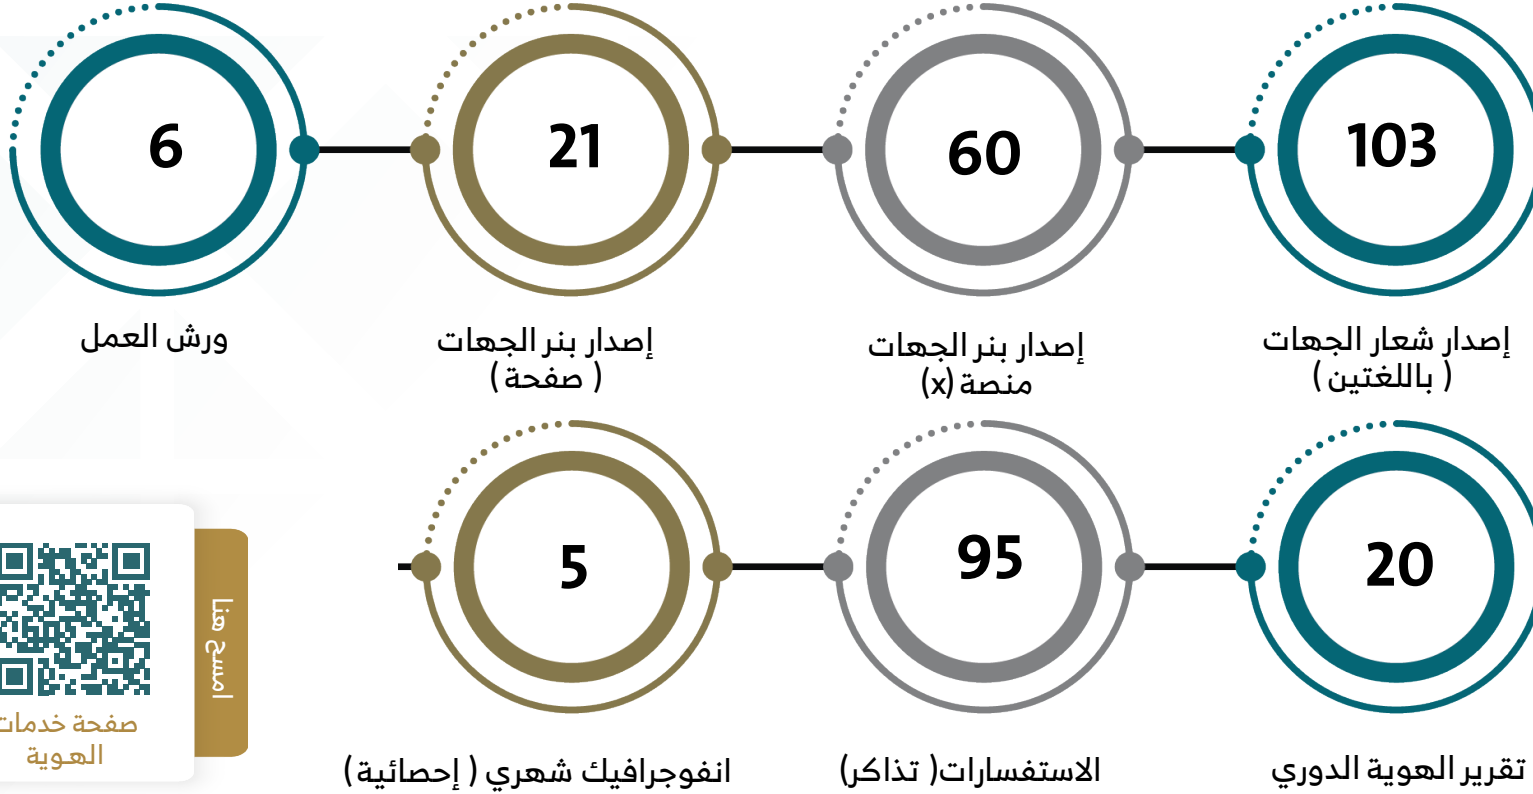 103
إصدار شعار الجهات
( باللغتين )
60
إصدار بنر الجهات
منصة (x)
21
إصدار بنر الجهات
( صفحة )
6
ورش العمل
20
تقرير الهوية الدوري
95
الاستفسارات( تذاكر)
5
انفوجرافيك شهري ( إحصائية )
امسح هنا
صفحة خدمات
الهوية